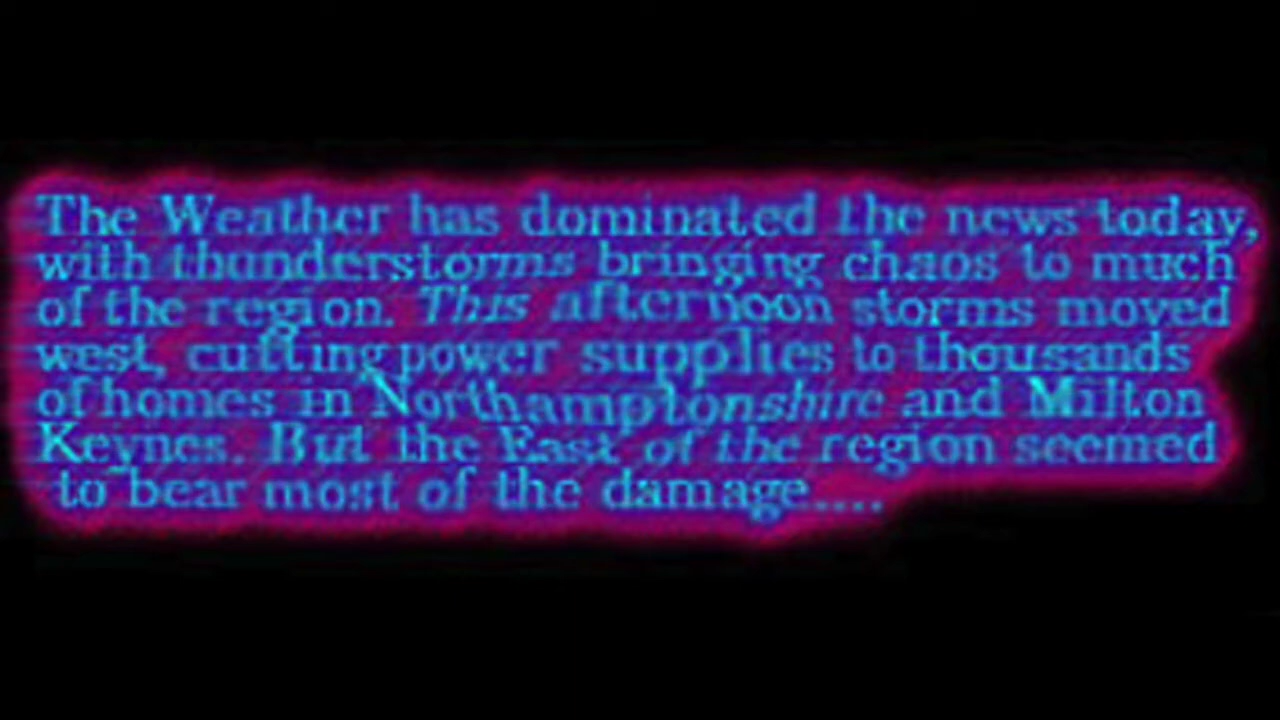 The Weather has dominated the news today,
with thunderstorms bringing chaos to much
of the region. This afternoon storms moved
west, cutting power supplies to thousands
of homes in Northamptonshire and Milton
Keynes. But the East of the region seemed
to bear most of the damage.....